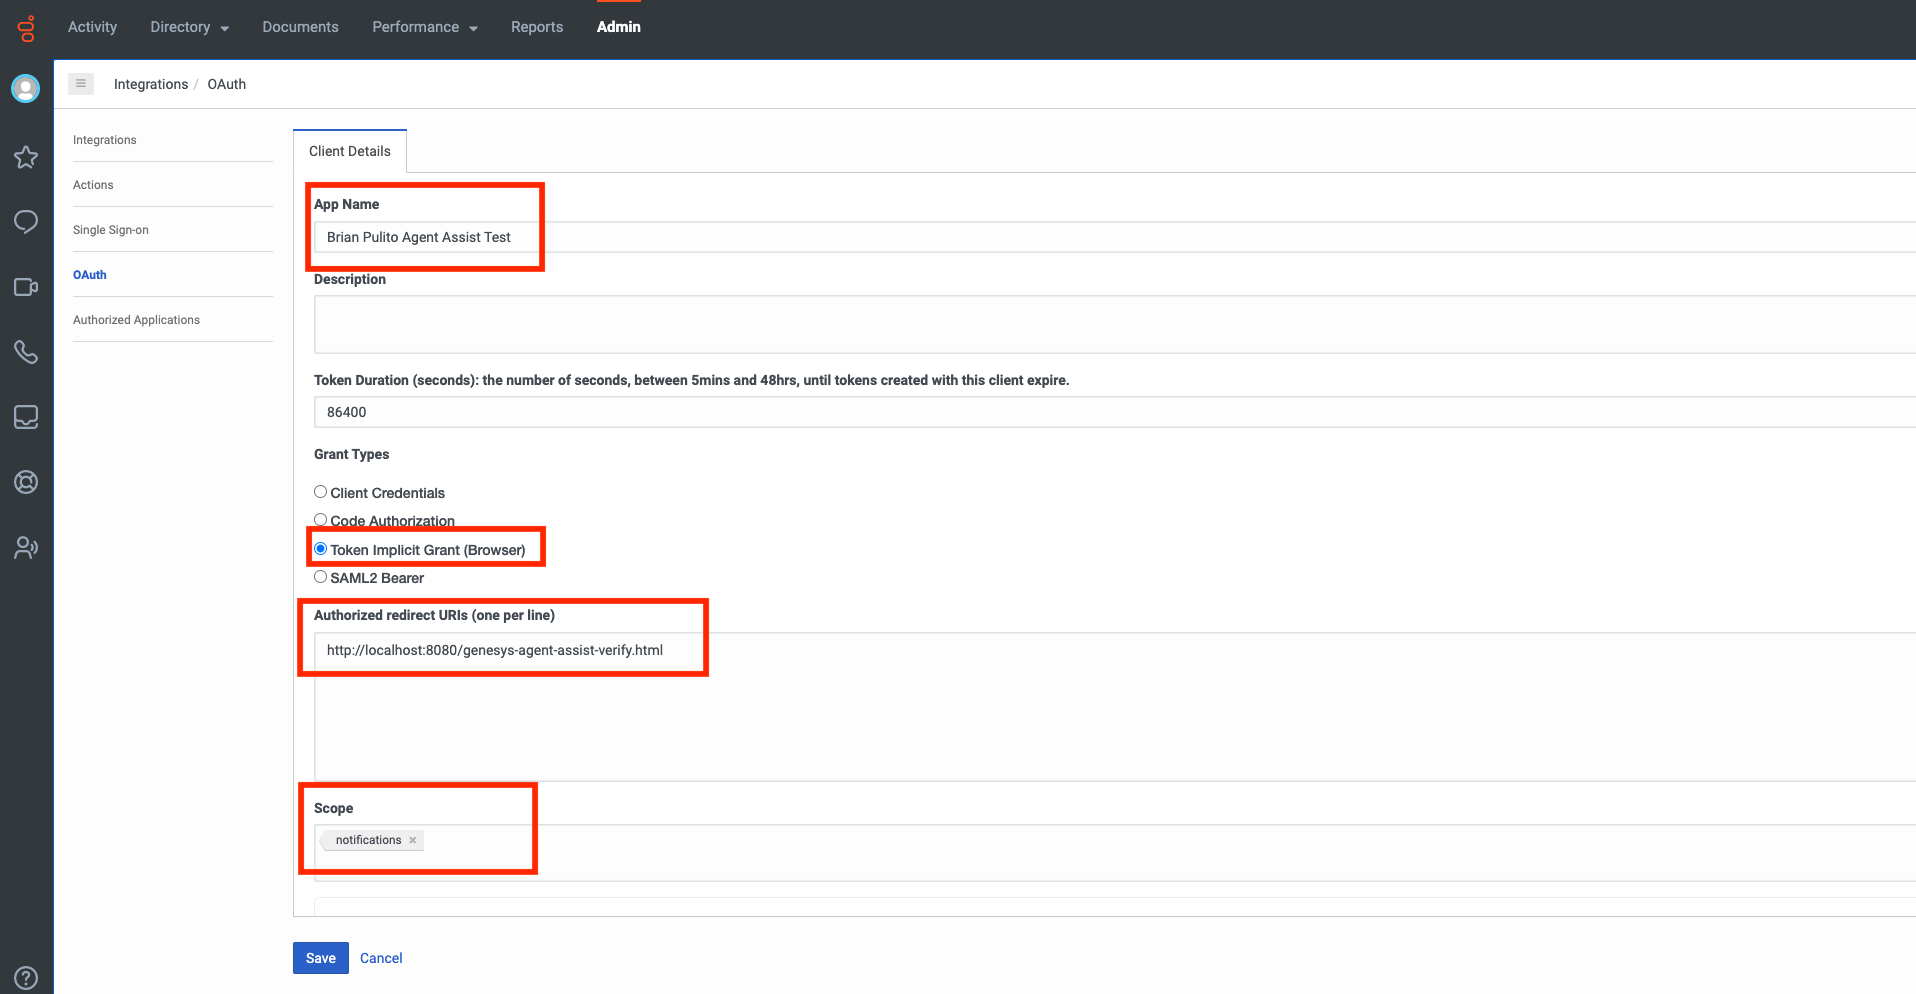 Activity Directory Documents Performance Reports Admin
Integrations / OAuth
Integrations
Actions
Single Sign-on
OAuth
Authorized Applications
Client Details
App Name
Brian Pulito Agent Assist Test
Description
Token Duration (seconds): the number of seconds, between 5mins and 48hrs, until tokens created with this client expire.
86400
Grant Types
Client Credentials
Code Authorization
Token Implicit Grant (Browser)
SAML2 Bearer
Authorized redirect URIs (one per line)
http://localhost:8080/genesys-agent-assist-verify.html
Scope
notifications ×
Save Cancel